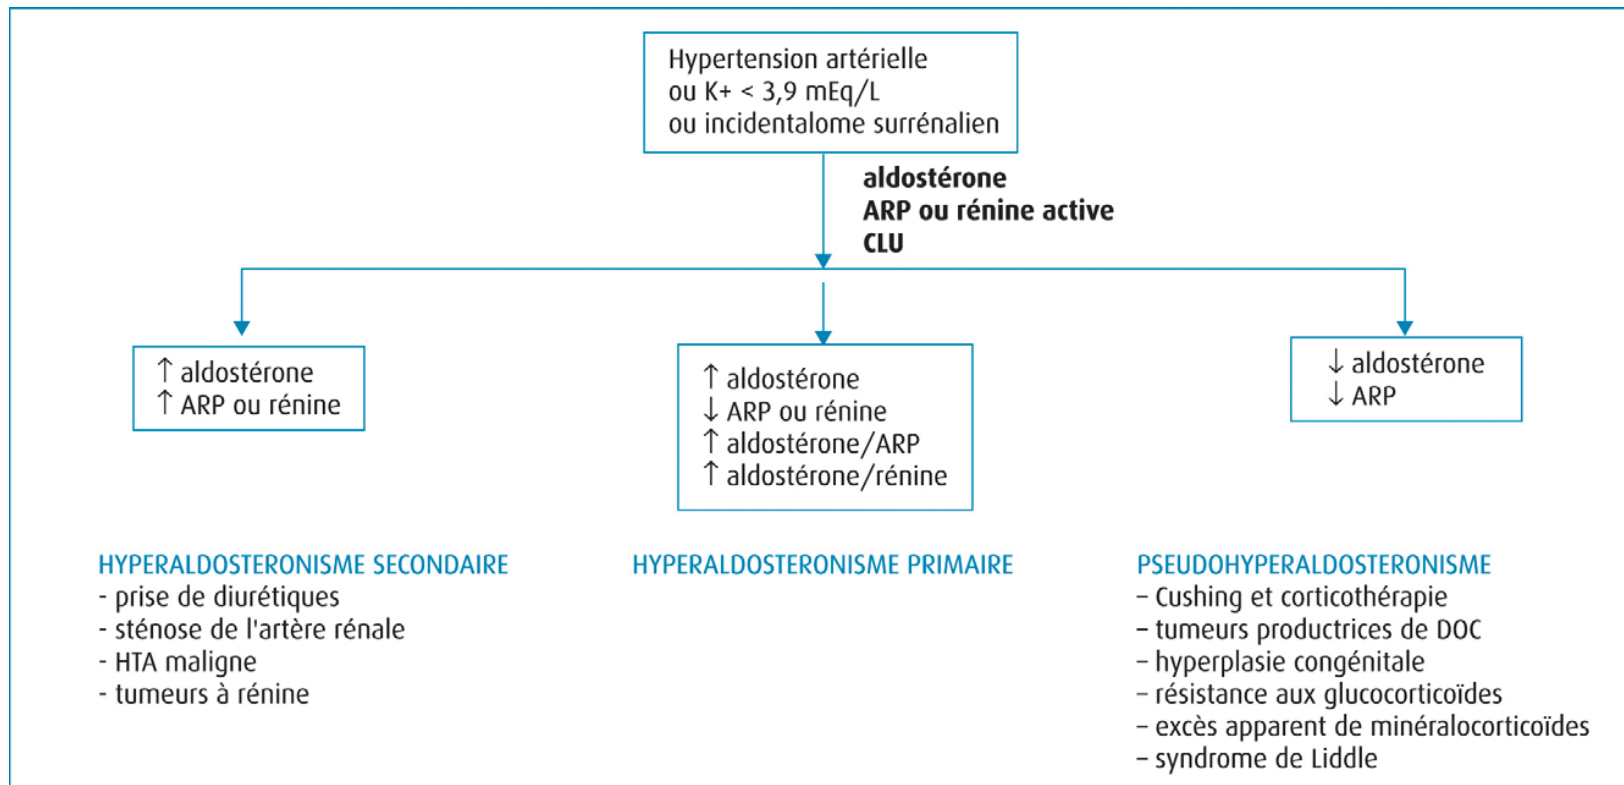 Hypertension artérielle
ou K+ < 3,9 mEq/L
ou incidentalome surrénalien
aldostérone
ARP ou rénine active
CLU
↑ aldostérone
↑ ARP ou rénine
↑ aldostérone
↓ ARP ou rénine
↑ aldostérone/ARP
↑ aldostérone/rénine
↓ aldostérone
↓ ARP
HYPERALDOSTERONISME SECONDAIRE
- prise de diurétiques
- sténose de l'artère rénale
- HTA maligne
- tumeurs à rénine
HYPERALDOSTERONISME PRIMAIRE
PSEUDOHYPERALDOSTERONISME
– Cushing et corticothérapie
– tumeurs productrices de DOC
– hyperplasie congénitale
– résistance aux glucocorticoïdes
– excès apparent de minéralocorticoïdes
– syndrome de Liddle